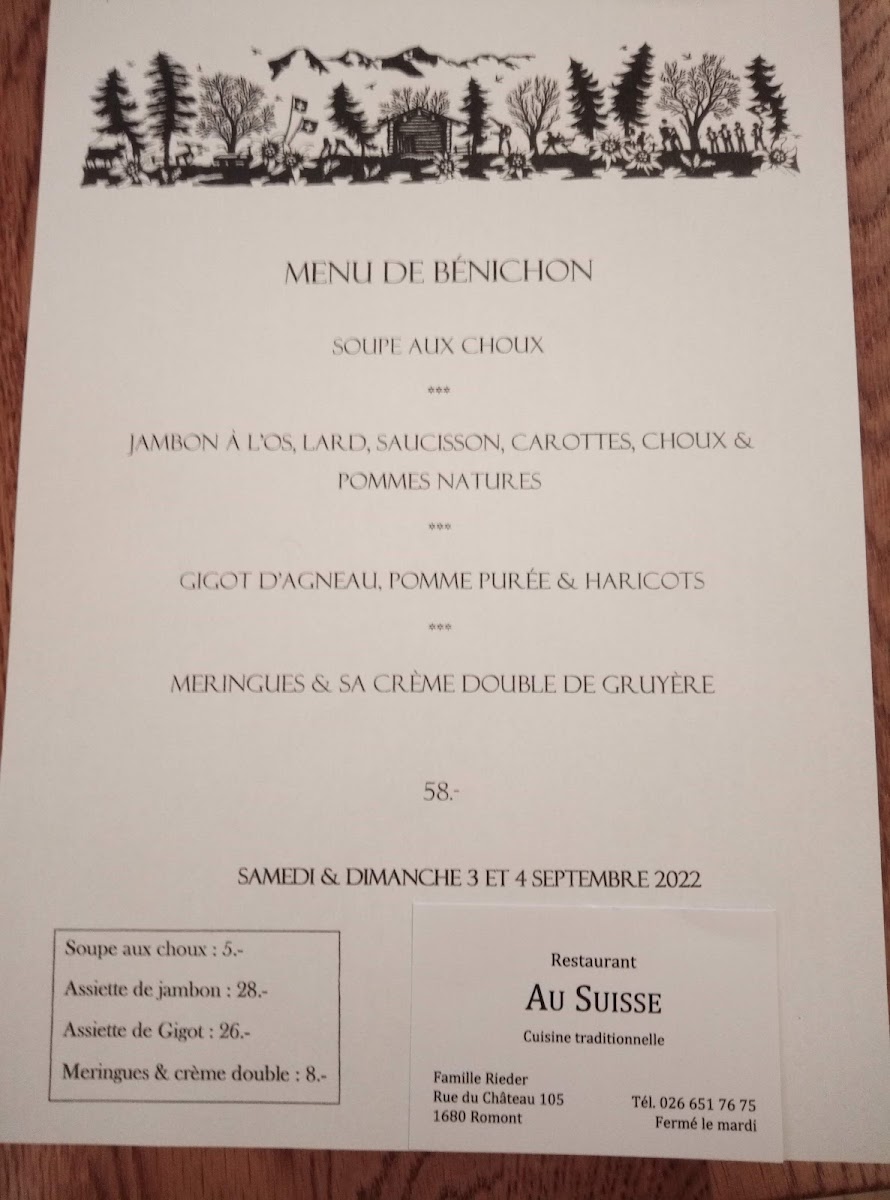 MENU DE BÉNICHON
SOUPE AUX CHOUX
***
JAMBON À L'OS, LARD, SAUCISSON, CAROTTES, CHOUX &
POMMES NATURES
***
GIGOT D'AGNEAU, POMME PURÉE & HARICOTS
***
MERINGUES & SA CRÈME DOUBLE DE GRUYÈRE
58.-
SAMEDI & DIMANCHE 3 ET 4 SEPTEMBRE 2022
Soupe aux choux : 5.-
Assiette de jambon : 28.-
Assiette de Gigot : 26.-
Meringues & crème double : 8.-
Restaurant
AU SUISSE
Cuisine traditionnelle
Famille Rieder
Rue du Château 105
1680 Romont
Tél. 026 651 76 75
Fermé le mardi